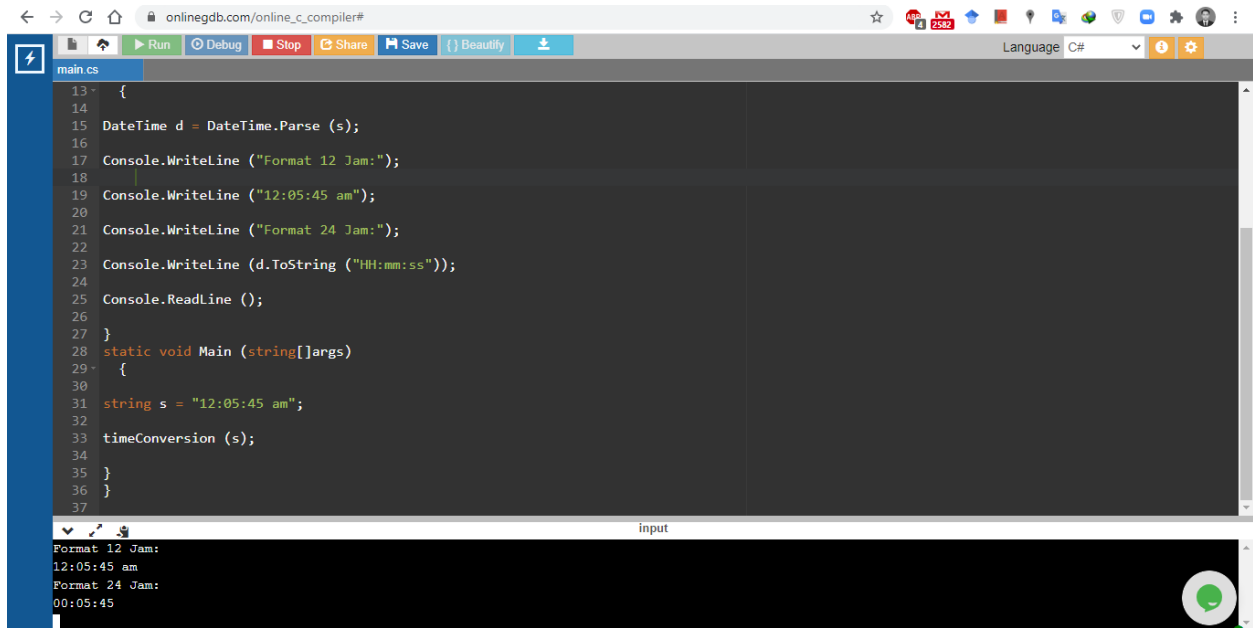 onlinegdb.com/online_c_compiler#
ABP
4
2582
Run Debug Stop Share Save { } Beautify
Language C#
main.cs
13 {
14
15 DateTime d = DateTime.Parse (s);
16
17 Console.WriteLine ("Format 12 Jam:");
18
19 Console.WriteLine ("12:05:45 am");
20
21 Console.WriteLine ("Format 24 Jam:");
22
23 Console.WriteLine (d.ToString ("HH:mm:ss"));
24
25 Console.ReadLine ();
26
27 }
28 static void Main (string[]args)
29 {
30
31 string s = "12:05:45 am";
32
33 timeConversion (s);
34
35 }
36 }
37
input
Format 12 Jam:
12:05:45 am
Format 24 Jam:
00:05:45